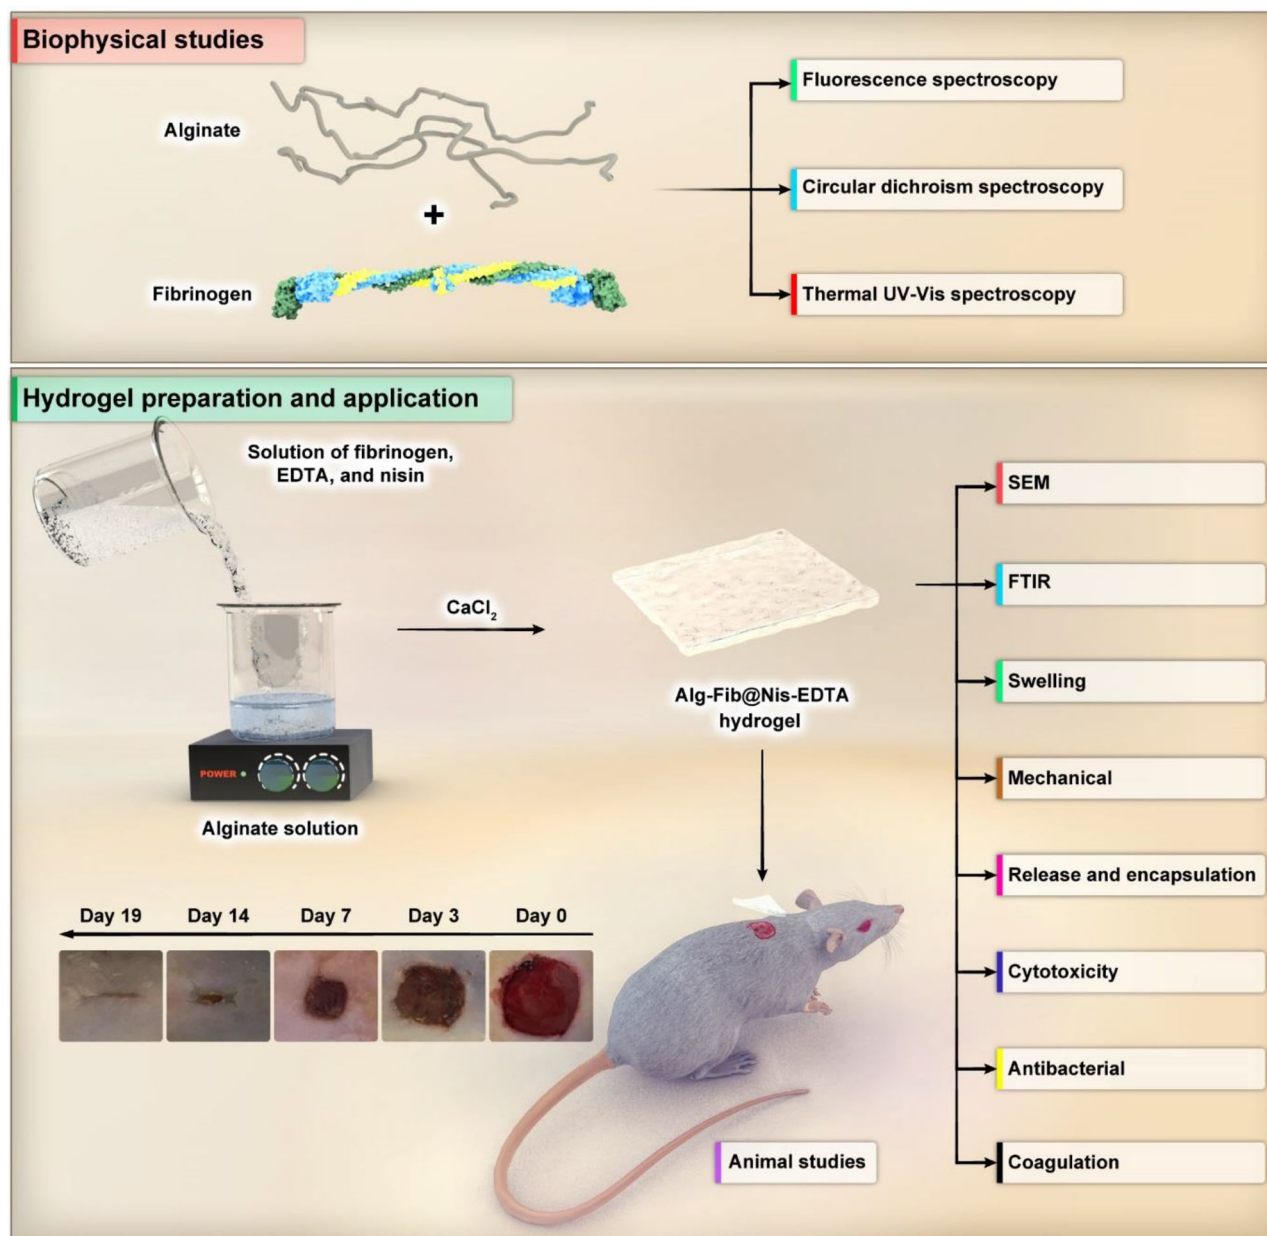 Biophysical studies
Alginate
+
Fibrinogen
Fluorescence spectroscopy
Circular dichroism spectroscopy
Thermal UV-Vis spectroscopy
Hydrogel preparation and application
Solution of fibrinogen,
EDTA, and nisin
CaCl₂
POWER
Alginate solution
Alg-Fib@Nis-EDTA
hydrogel
SEM
FTIR
Swelling
Mechanical
Release and encapsulation
Cytotoxicity
Antibacterial
Coagulation
Day 19 Day 14 Day 7 Day 3 Day 0
Animal studies